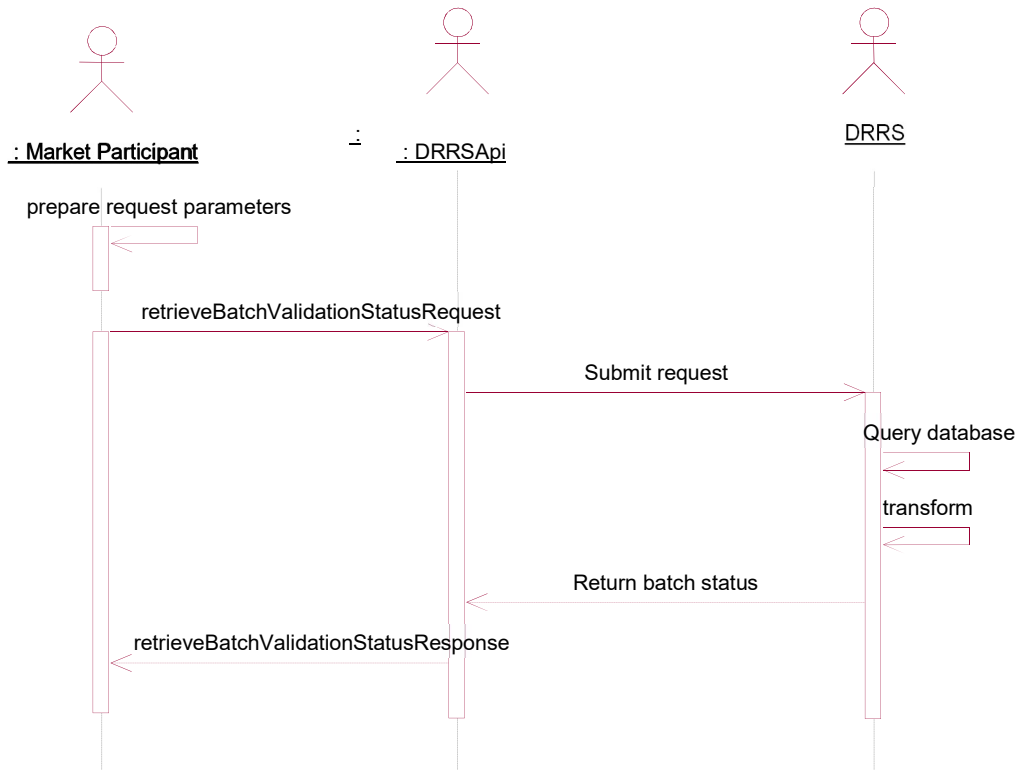 DRRS
:
: Market Participant
: DRRSApi
prepare request parameters
retrieveBatchValidationStatusRequest
Submit request
Query database
transform
Return batch status
retrieveBatchValidationStatusResponse